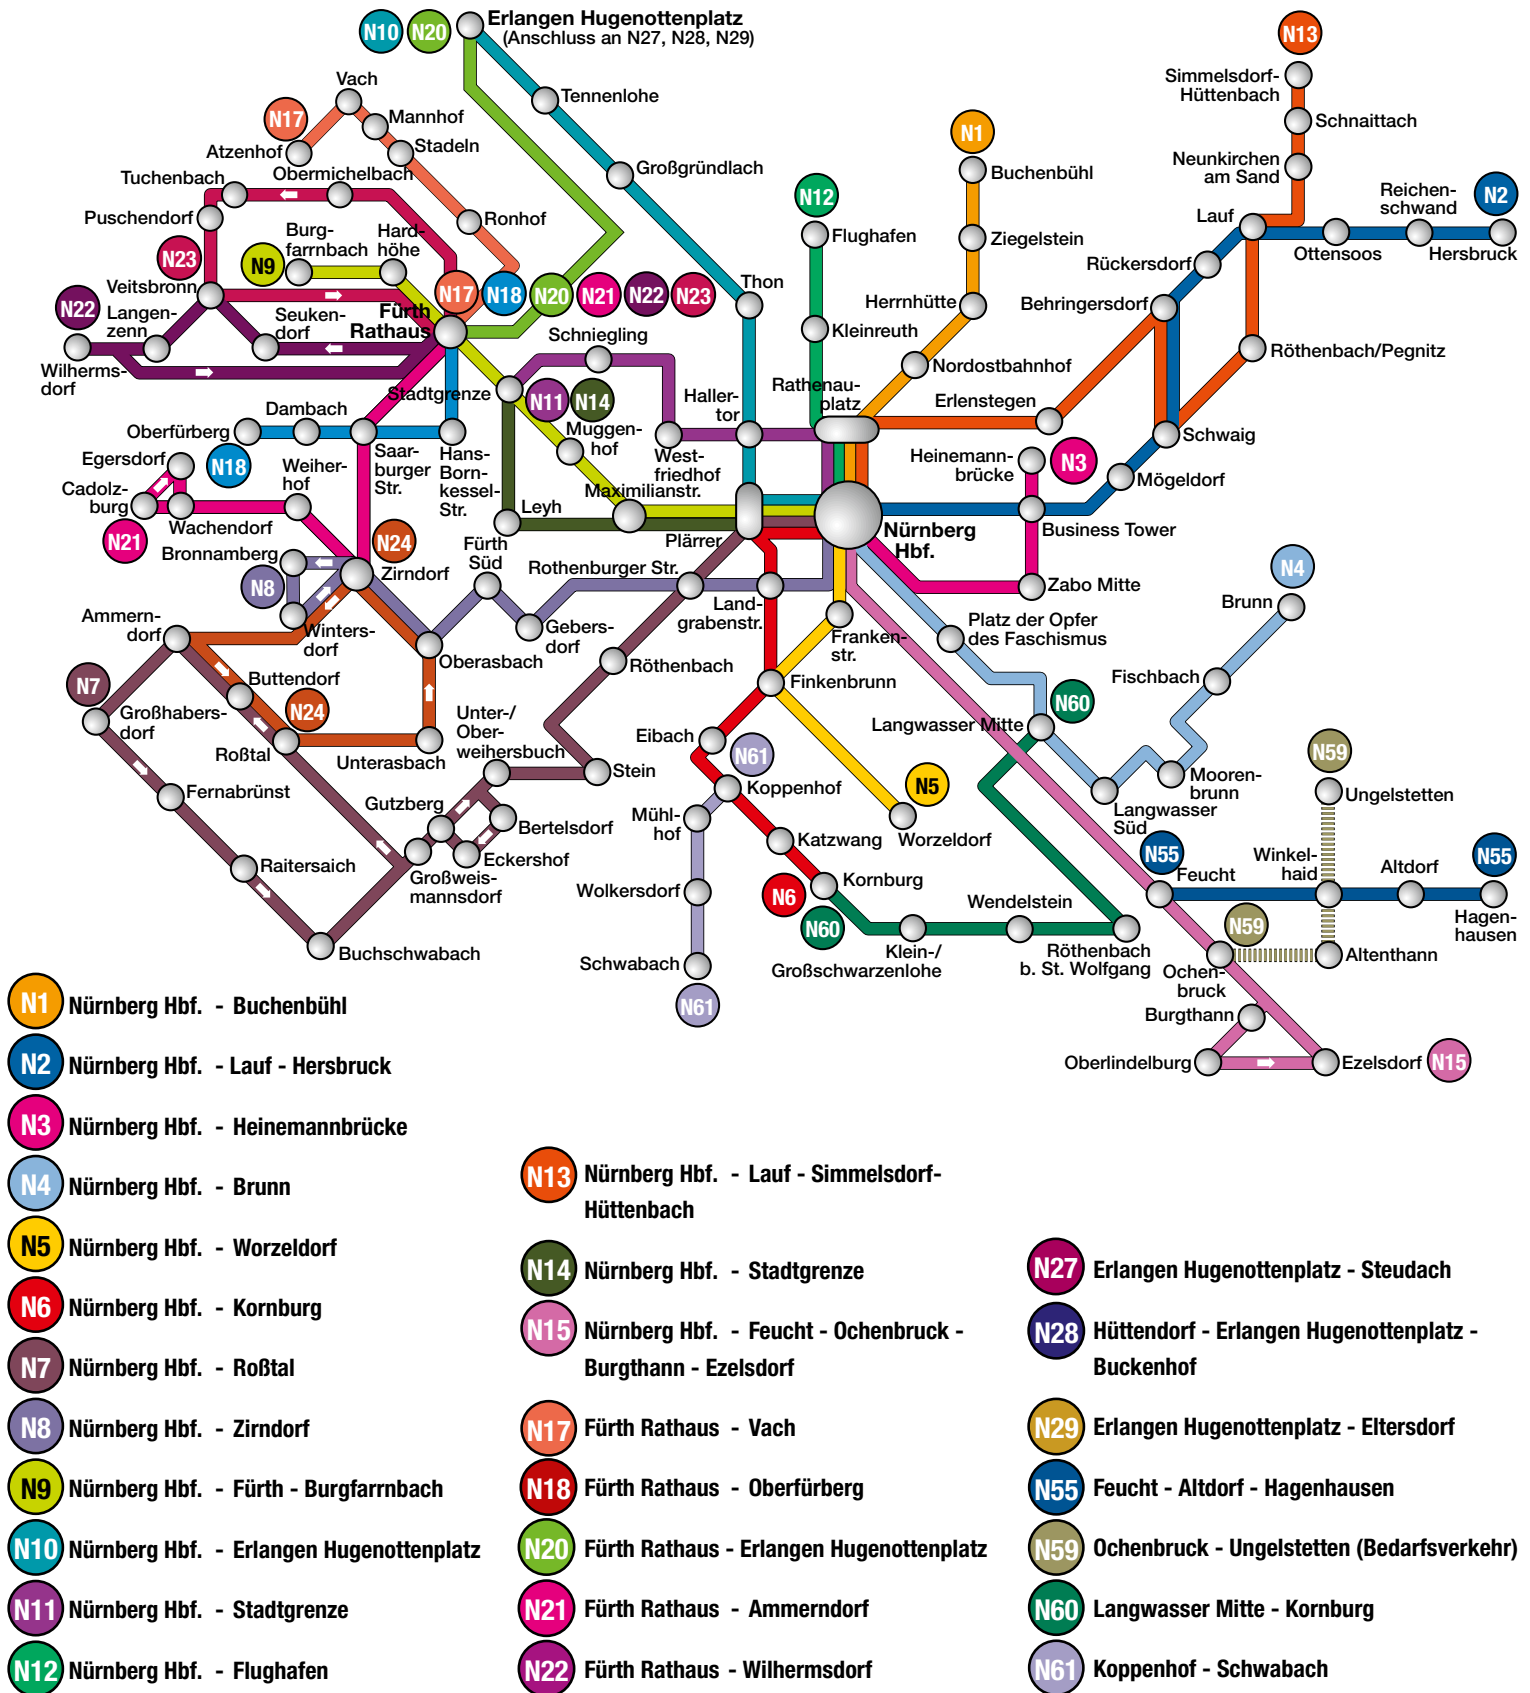 N10
N20
Erlangen Hugenottenplatz
(Anschluss an N27, N28, N29)
N13
Simmelsdorf-
Hüttenbach
Vach
Tennenlohe
N17
Mannhof
Schnaittach
N1
Atzenhof
Stadeln
Neunkirchen
am Sand
Tuchenbach
Obermichelbach
Großgründlach
Buchenbühl
N12
Reichen-
schwand
N2
Puschendorf
Ronhof
Lauf
Burg-
farrnbach
Hard-
höhe
Flughafen
Ziegelstein
Ottensoos
Hersbruck
N23
N9
Rückersdorf
Veitsbronn
N17
N18
N20
N21
N22
N23
Thon
Herrnhütte
Behringersdorf
N22
Langen-
zenn
Seuken-
dorf
Fürth
Rathaus
Schniegling
Kleinreuth
Röthenbach/Pegnitz
Wilherms-
dorf
Nordostbahnhof
Stadtgrenze
N11
N14
Haller-
tor
Rathenau-
platz
Erlenstegen
Dambach
Oberfürberg
Muggen-
hof
Schwaig
Egersdorf
N18
Weiher-
hof
Saar-
burger
Str.
Hans-
Born-
kessel-
Str.
West-
friedhof
Heinemann-
brücke
N3
Mögeldorf
Cadolz-
burg
Maximilianstr.
Wachendorf
Leyh
Plärrer
Nürnberg
Hbf.
Business Tower
N21
N24
Bronnamberg
Fürth
Süd
Rothenburger Str.
N4
N8
Zirndorf
Zabo Mitte
Brunn
Ammern-
dorf
Winters-
dorf
Gebers-
dorf
Land-
grabenstr.
Franken-
str.
Platz der Opfer
des Faschismus
Oberasbach
Röthenbach
N7
Buttendorf
Finkenbrunn
Fischbach
N24
N60
Großhabers-
dorf
Roßtal
Unter-/
Ober-
weihersbuch
Eibach
Langwasser Mitte
N61
N59
Unterasbach
Stein
Koppenhof
N5
Mooren-
brunn
Ungelstetten
Fernabrünst
Gutzberg
Bertelsdorf
Mühl-
hof
Worzeldorf
Langwasser
Süd
Katzwang
N55
Winkel-
haid
Altdorf
N55
Raitersaich
Eckershof
Großweis-
mannsdorf
Wolkersdorf
N6
Kornburg
Feucht
Wendelstein
Hagen-
hausen
N60
N59
Buchschwabach
Schwabach
Klein-/
Großschwarzenlohe
Röthenbach
b. St. Wolfgang
Ochen-
bruck
Altenthann
N61
Burgthann
Oberlindelburg
Ezelsdorf
N15
N1 Nürnberg Hbf. - Buchenbühl
N2 Nürnberg Hbf. - Lauf - Hersbruck
N3 Nürnberg Hbf. - Heinemannbrücke
N4 Nürnberg Hbf. - Brunn
N5 Nürnberg Hbf. - Worzeldorf
N6 Nürnberg Hbf. - Kornburg
N7 Nürnberg Hbf. - Roßtal
N8 Nürnberg Hbf. - Zirndorf
N9 Nürnberg Hbf. - Fürth - Burgfarrnbach
N10 Nürnberg Hbf. - Erlangen Hugenottenplatz
N11 Nürnberg Hbf. - Stadtgrenze
N12 Nürnberg Hbf. - Flughafen
N13 Nürnberg Hbf. - Lauf - Simmelsdorf-
Hüttenbach
N14 Nürnberg Hbf. - Stadtgrenze
N15 Nürnberg Hbf. - Feucht - Ochenbruck -
Burgthann - Ezelsdorf
N17 Fürth Rathaus - Vach
N18 Fürth Rathaus - Oberfürberg
N20 Fürth Rathaus - Erlangen Hugenottenplatz
N21 Fürth Rathaus - Ammerndorf
N22 Fürth Rathaus - Wilhermsdorf
N27 Erlangen Hugenottenplatz - Steudach
N28 Hüttendorf - Erlangen Hugenottenplatz -
Buckenhof
N29 Erlangen Hugenottenplatz - Eltersdorf
N55 Feucht - Altdorf - Hagenhausen
N59 Ochenbruck - Ungelstetten (Bedarfsverkehr)
N60 Langwasser Mitte - Kornburg
N61 Koppenhof - Schwabach